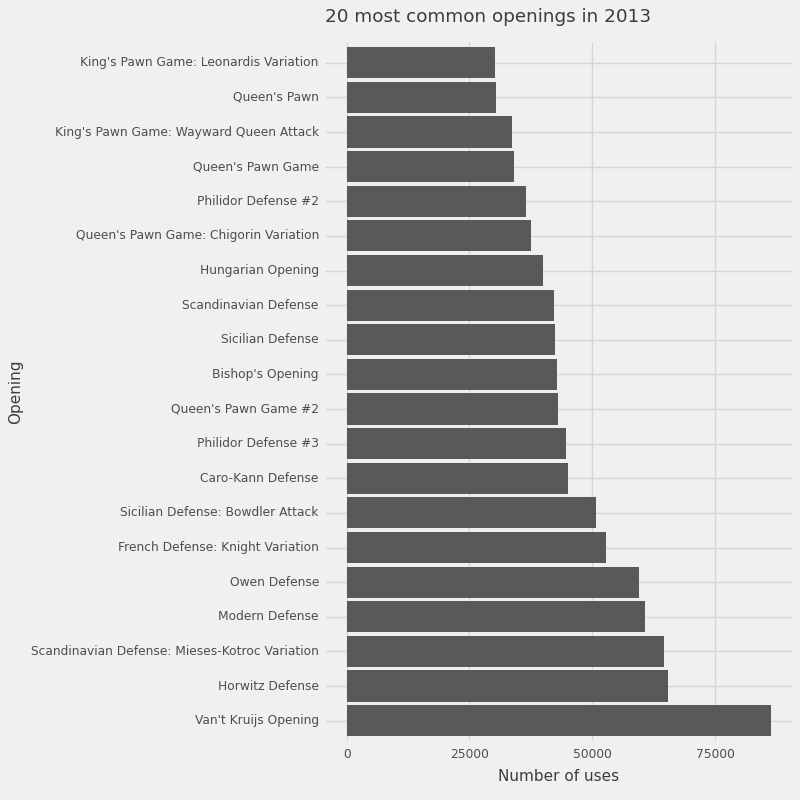 20 most common openings in 2013
King's Pawn Game: Leonardis Variation
Queen's Pawn
King's Pawn Game: Wayward Queen Attack
Queen's Pawn Game
Philidor Defense #2
Queen's Pawn Game: Chigorin Variation
Hungarian Opening
Scandinavian Defense
Sicilian Defense
Bishop's Opening
Queen's Pawn Game #2
Philidor Defense #3
Caro-Kann Defense
Sicilian Defense: Bowdler Attack
French Defense: Knight Variation
Owen Defense
Modern Defense
Scandinavian Defense: Mieses-Kotroc Variation
Horwitz Defense
Van't Kruijs Opening
Opening
0 25000 50000 75000
Number of uses